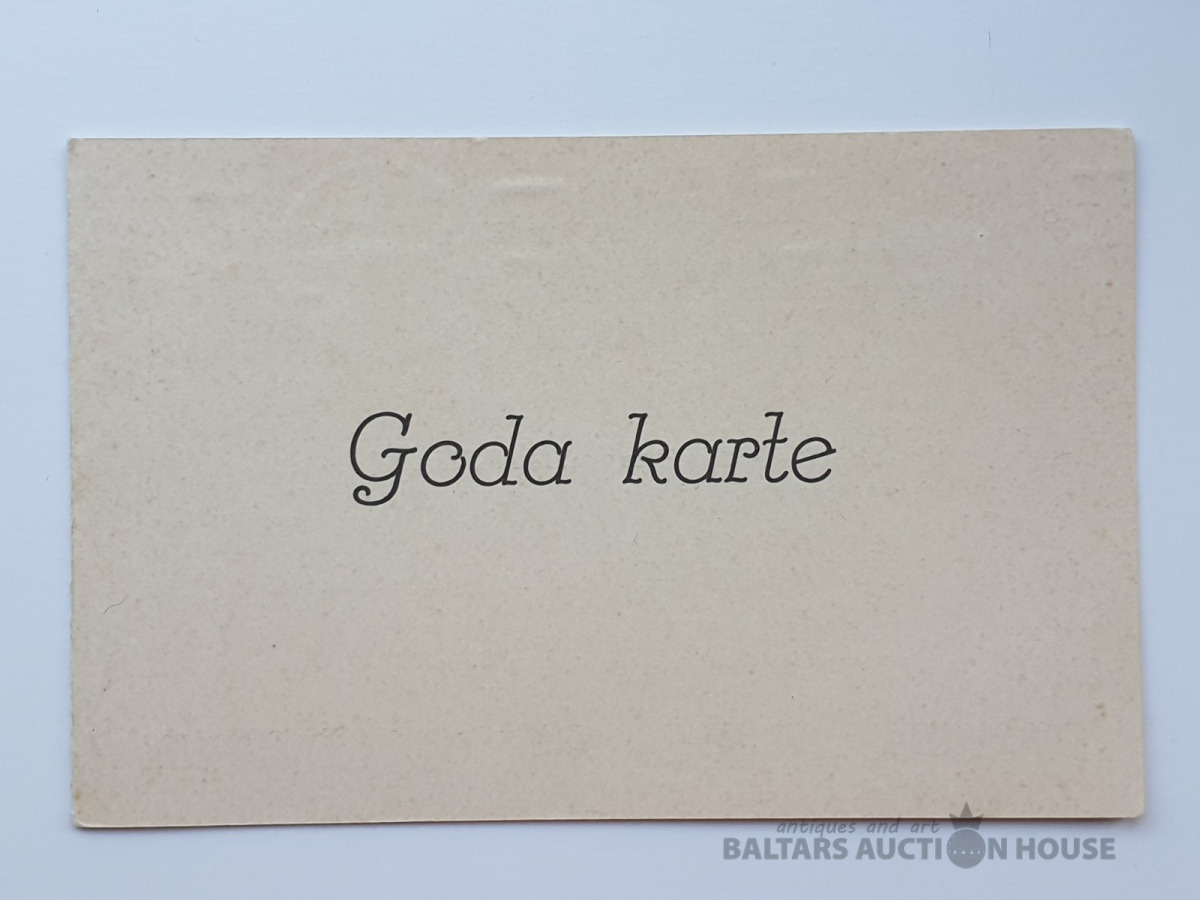 Goda karte
antiques and art
BALTARS AUCTION HOUSE